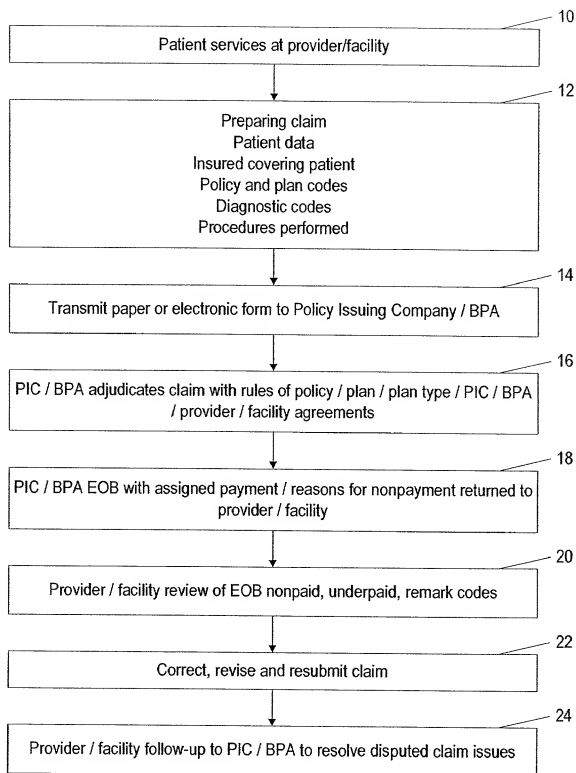 10
Patient services at provider/facility
12
Preparing claim
Patient data
Insured covering patient
Policy and plan codes
Diagnostic codes
Procedures performed
14
Transmit paper or electronic form to Policy Issuing Company / BPA
16
PIC / BPA adjudicates claim with rules of policy / plan / plan type / PIC / BPA
/ provider / facility agreements
18
PIC / BPA EOB with assigned payment / reasons for nonpayment returned to
provider / facility
20
Provider / facility review of EOB nonpaid, underpaid, remark codes
22
Correct, revise and resubmit claim
24
Provider / facility follow-up to PIC / BPA to resolve disputed claim issues